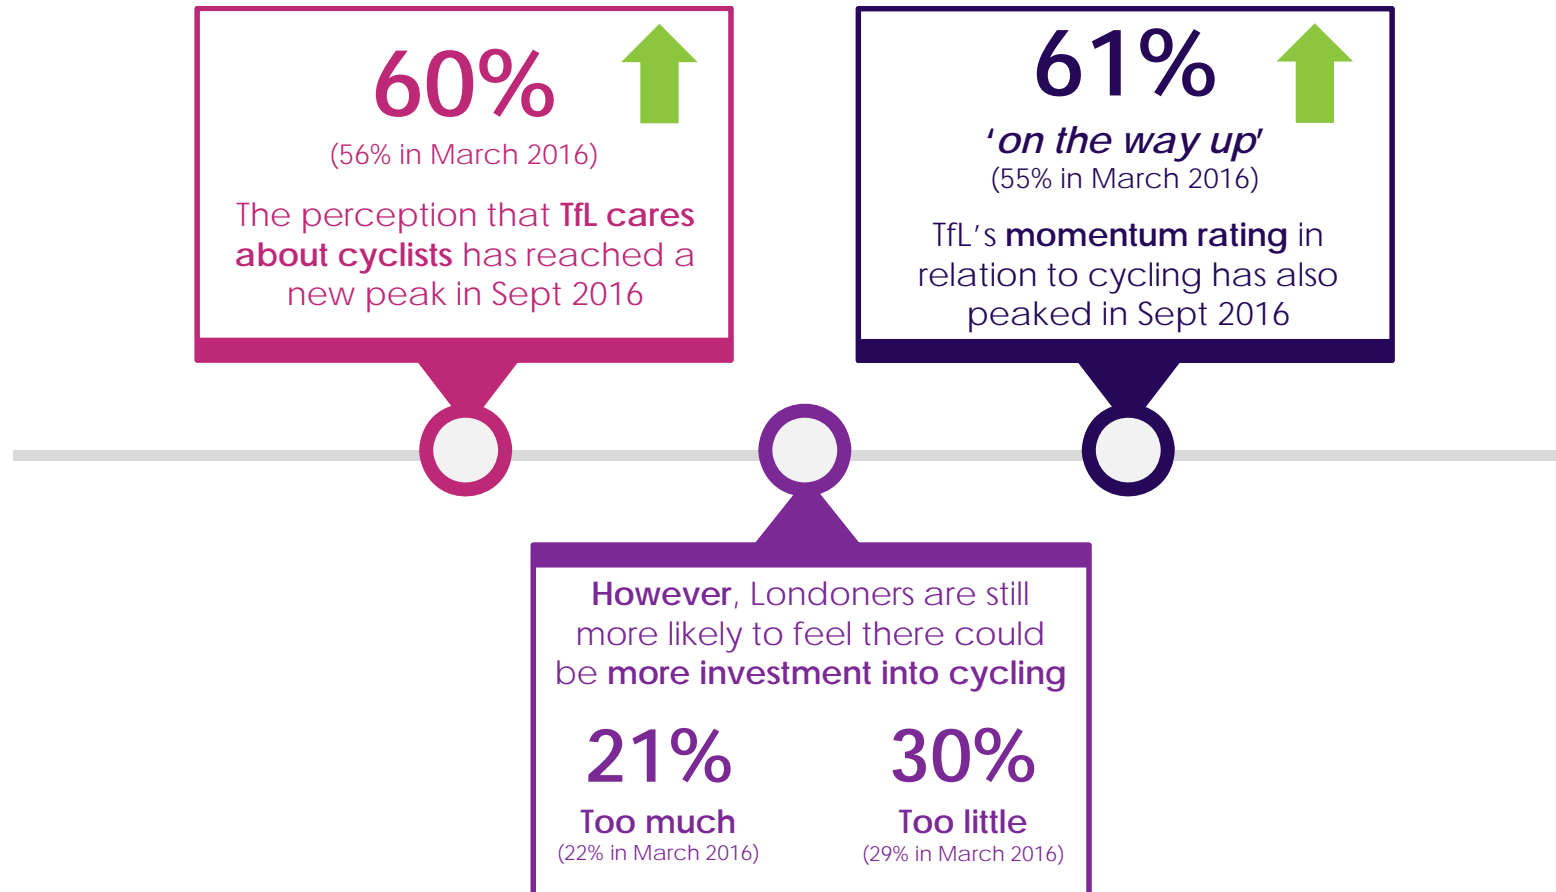 60%
(56% in March 2016)
The perception that TfL cares
about cyclists has reached a
new peak in Sept 2016
61%
'on the way up'
(55% in March 2016)
TfL's momentum rating in
relation to cycling has also
peaked in Sept 2016
However, Londoners are still
more likely to feel there could
be more investment into cycling
21%
Too much
(22% in March 2016)
30%
Too little
(29% in March 2016)